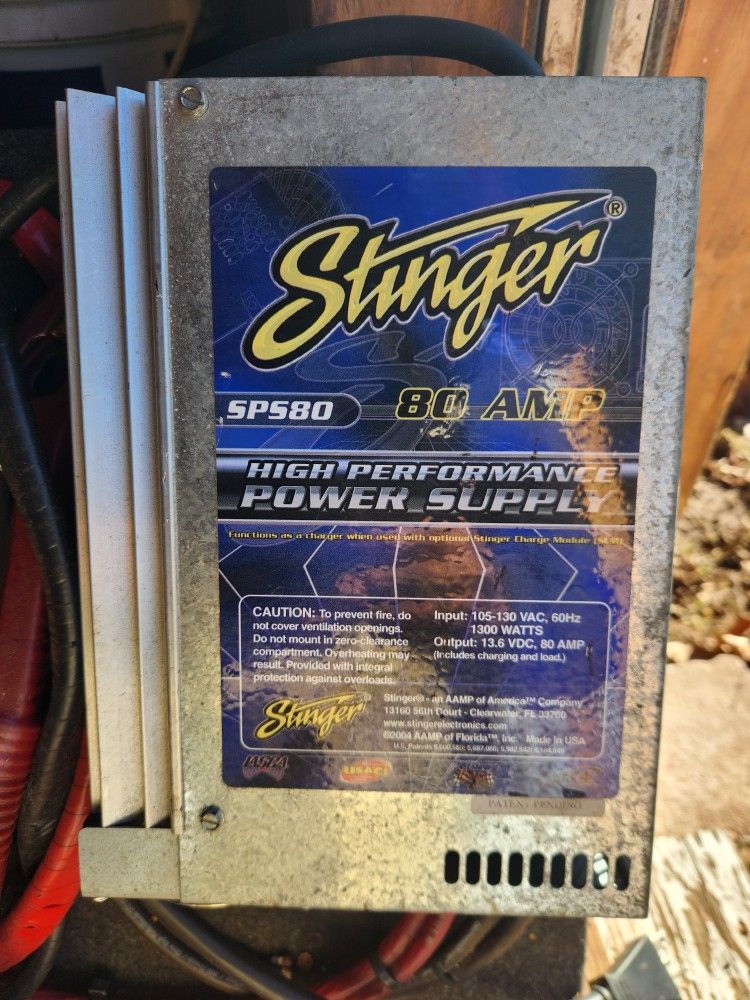 Stinger®
SPS80
80 AMP
HIGH PERFORMANCE
POWER SUPPLY
Functions as a charger when used with optional Stinger Charge Module (SCM)
CAUTION: To prevent fire, do
not cover ventilation openings.
Do not mount in zero-clearance
compartment. Overheating may
result. Provided with integral
protection against overloads.
Input: 105-130 VAC, 60Hz
1300 WATTS
Output: 13.6 VDC, 80 AMP
(Includes charging and load.)
Stinger
Stinger® - an AAMP of America™ Company
13160 56th Court - Clearwater, FL 33760
www.stingerelectronics.com
©2004 AAMP of Florida™, Inc. Made in USA
U.S. Patents
IASCA
USACi
PATENT PENDING